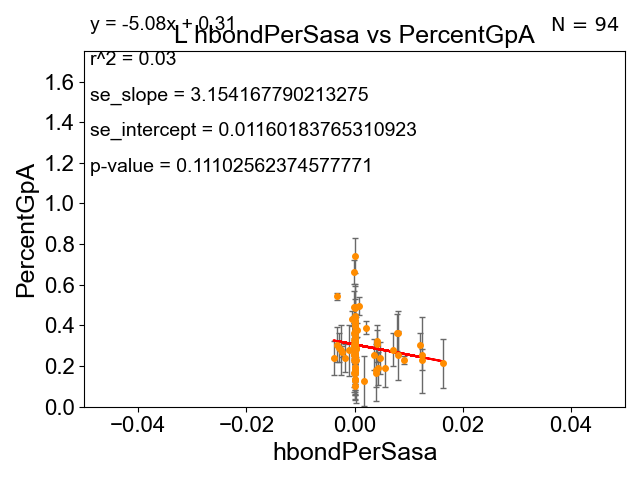 y = -5.08x + 0.31
N = 94
L hbondPerSasa vs PercentGpA
r^2 = 0.03
se_slope = 3.154167790213275
se_intercept = 0.01160183765310923
p-value = 0.11102562374577771
PercentGpA
1.6
1.4
1.2
1.0
0.8
0.6
0.4
0.2
0.0
−0.04 −0.02 0.00 0.02 0.04
hbondPerSasa